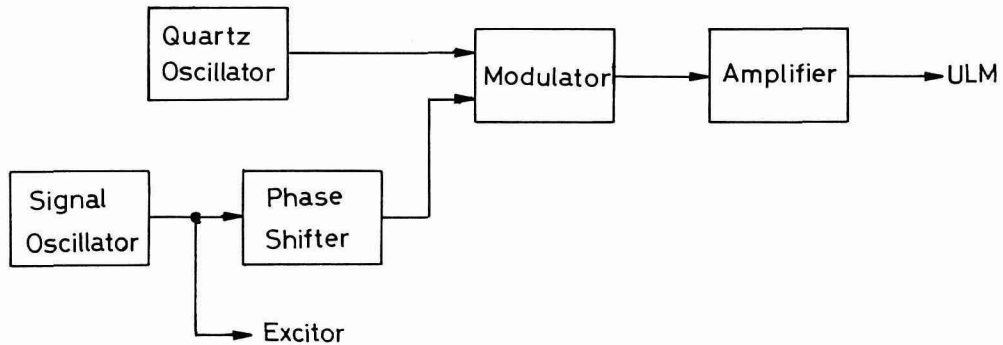 Quartz
Oscillator
Modulator
Amplifier
ULM
Signal
Oscillator
Phase
Shifter
Excitor